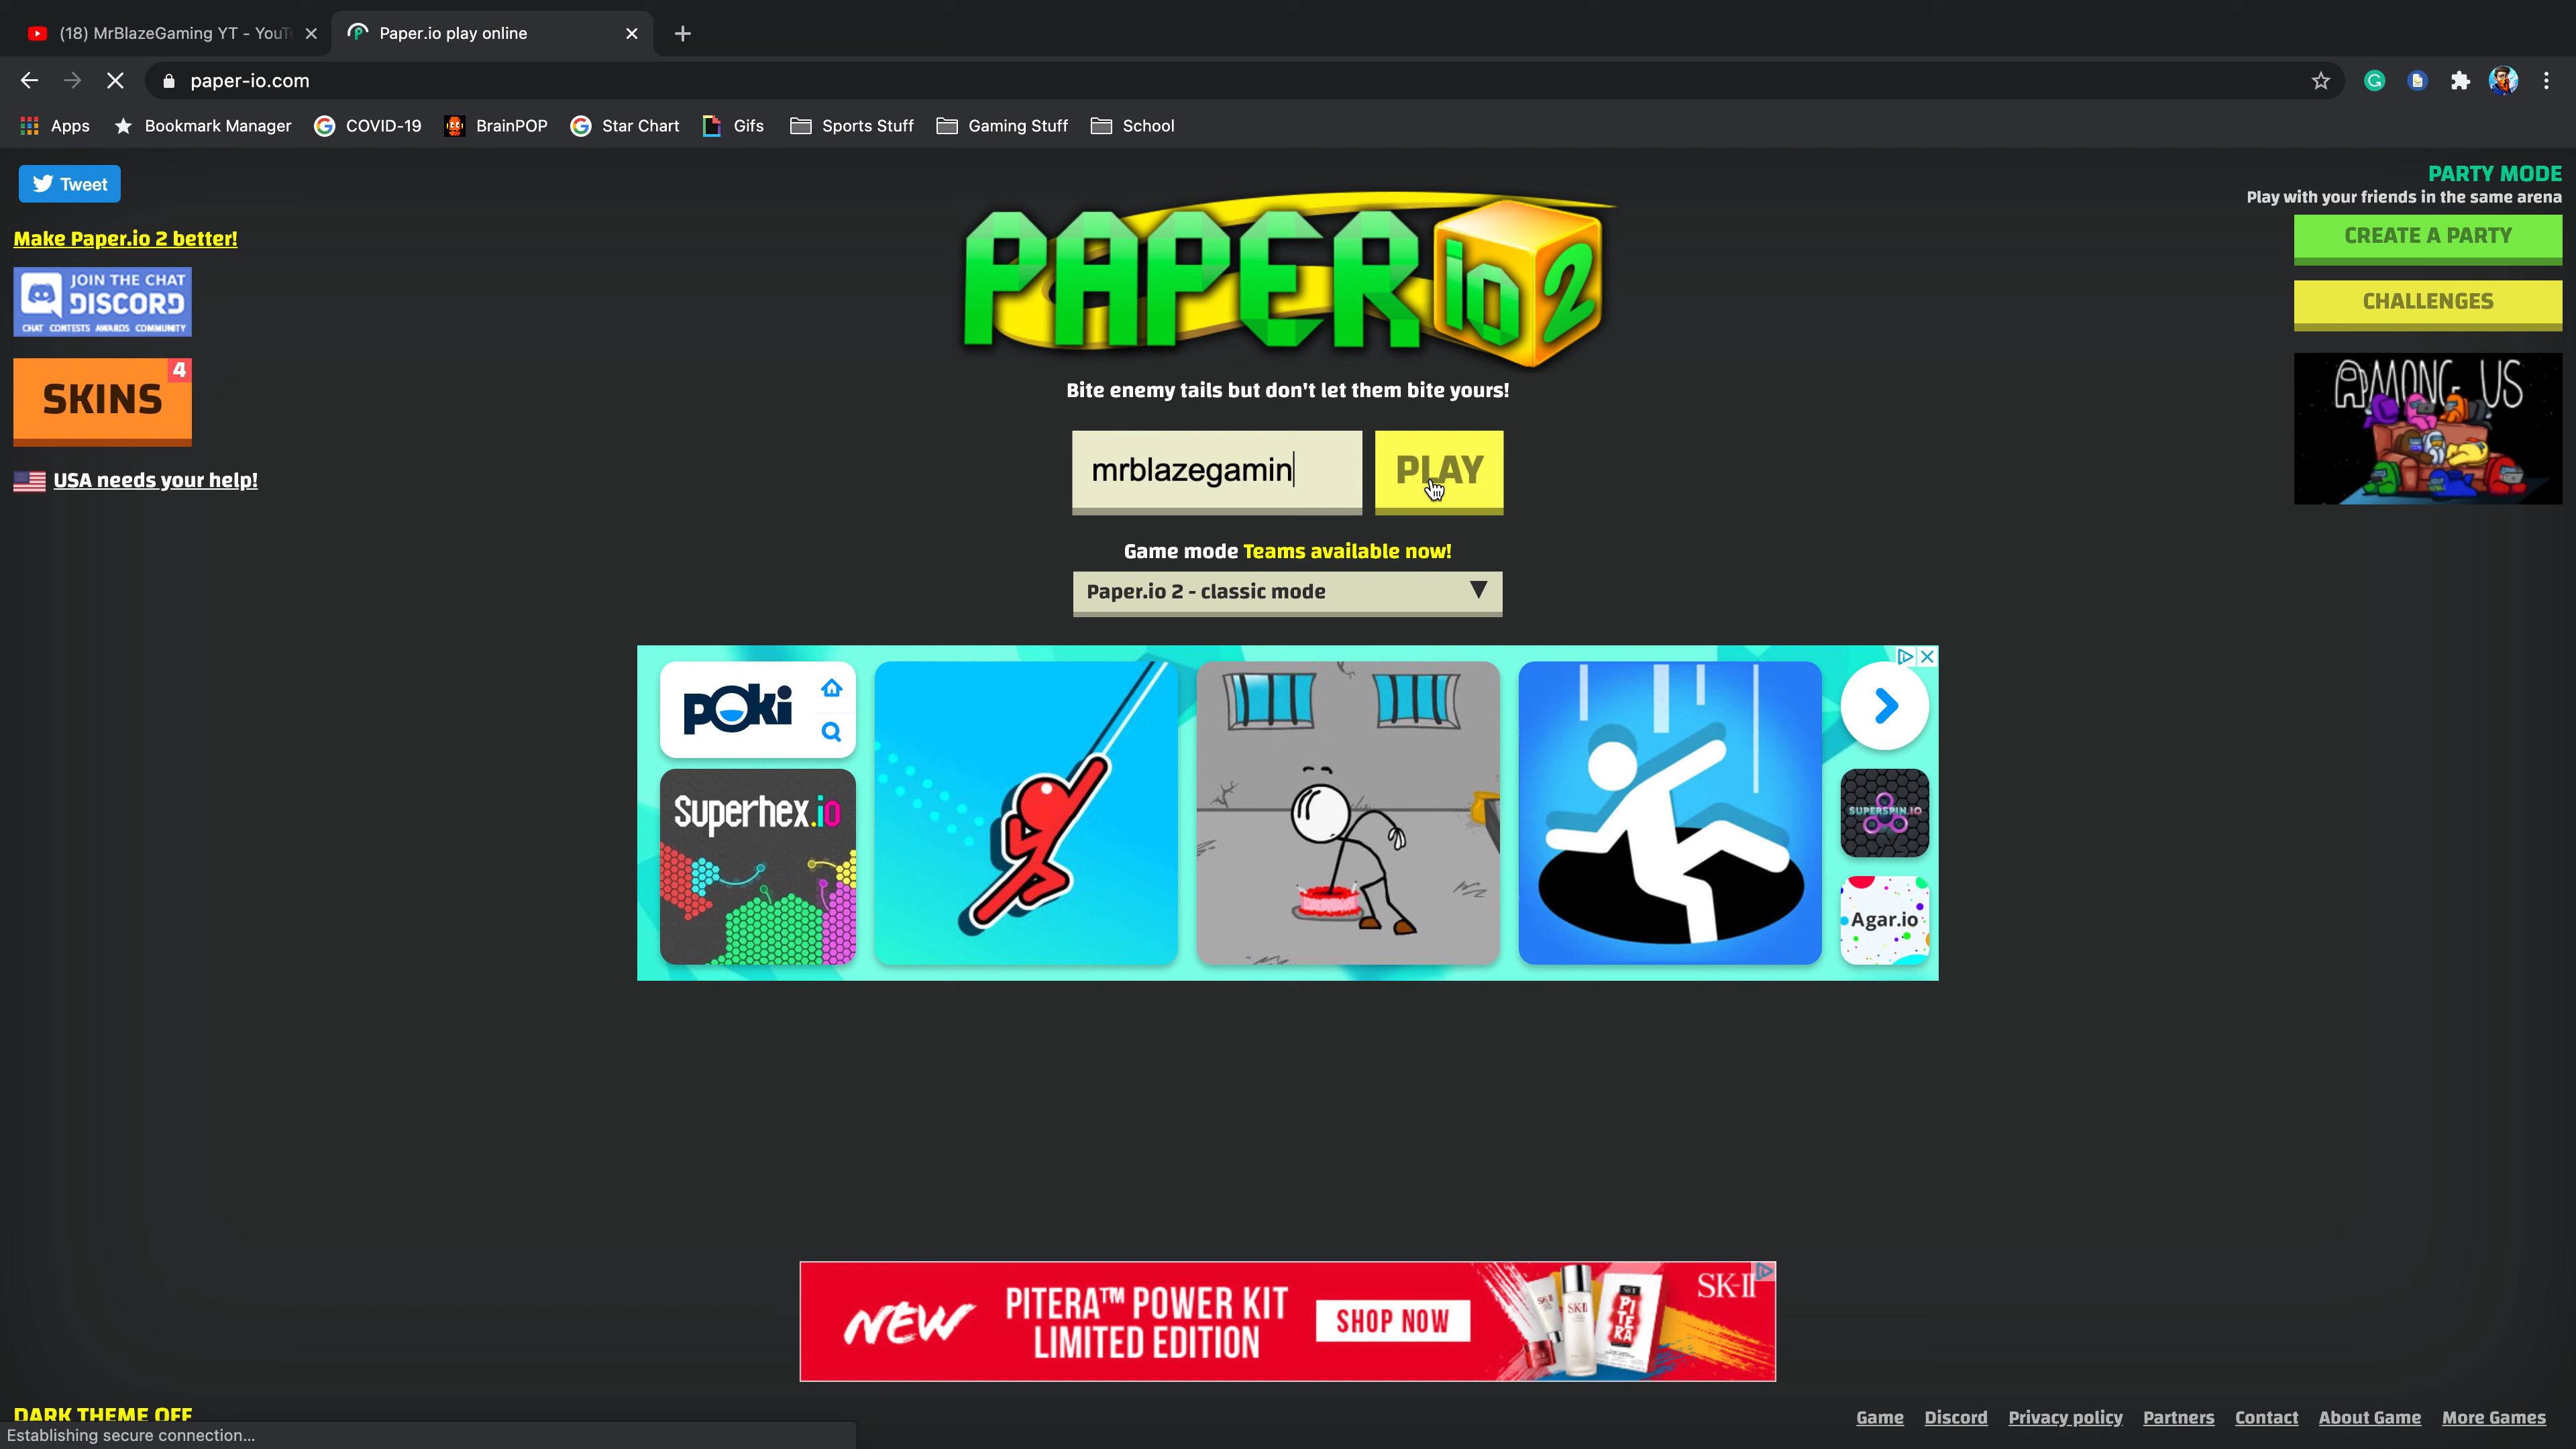 (18) MrBlazeGaming YT - YouT
Paper.io play online
paper-io.com
Apps
Bookmark Manager
COVID-19
BrainPOP
Star Chart
Gifs
Sports Stuff
Gaming Stuff
School
Tweet
Make Paper.io 2 better!
JOIN THE CHAT
DISCORD
CHAT CONTESTS AWARDS COMMUNITY
SKINS
4
USA needs your help!
PAPER io 2
Bite enemy tails but don't let them bite yours!
mrblazegamin
PLAY
Game mode Teams available now!
Paper.io 2 - classic mode
PARTY MODE
Play with your friends in the same arena
CREATE A PARTY
CHALLENGES
AMONG US
poki
Superhex.io
SUPERSPIN.IO
Agar.io
NEW
PITERA™ POWER KIT
LIMITED EDITION
SHOP NOW
SK-II
SK-II
PI
TE
RA
DARK THEME OFF
Establishing secure connection...
Game
Discord
Privacy policy
Partners
Contact
About Game
More Games